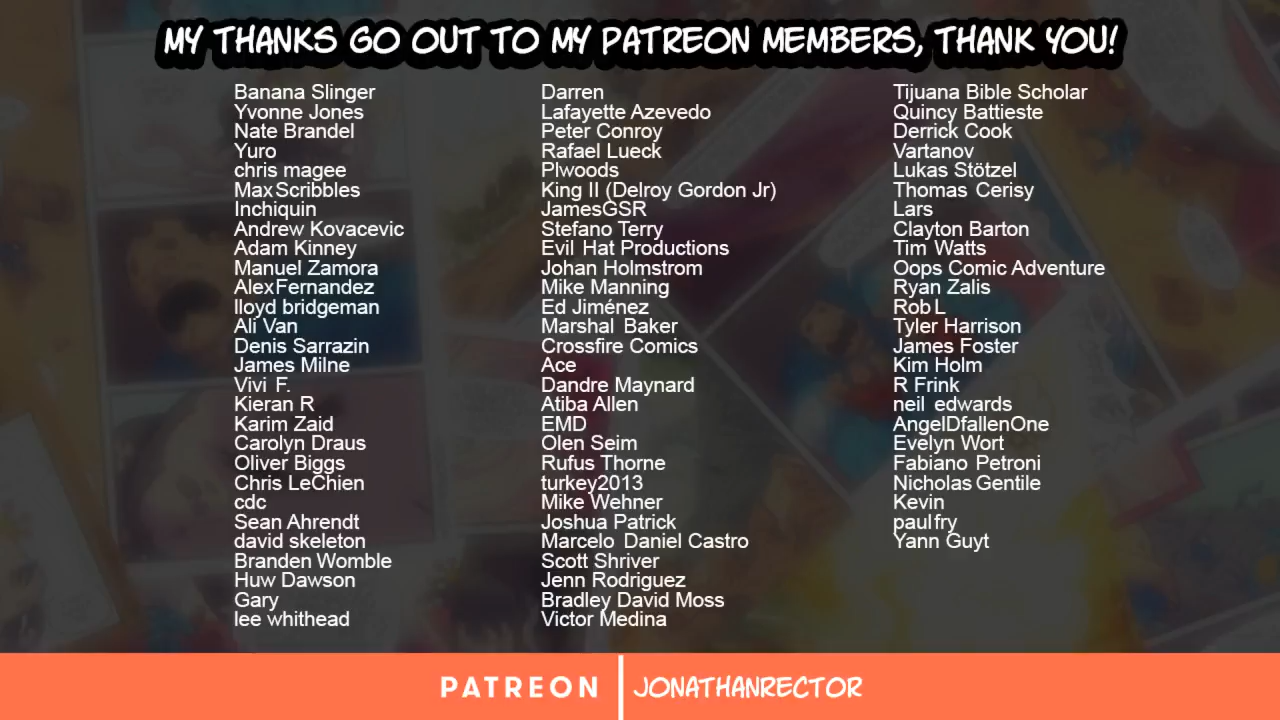 MY THANKS GO OUT TO MY PATREON MEMBERS, THANK YOU!
Banana Slinger
Yvonne Jones
Nate Brandel
Yuro
chris magee
MaxScribbles
Inchiquin
Andrew Kovacevic
Adam Kinney
Manuel Zamora
AlexFernandez
lloyd bridgeman
Ali Van
Denis Sarrazin
James Milne
Vivi F.
Kieran R
Karim Zaid
Carolyn Draus
Oliver Biggs
Chris LeChien
cdc
Sean Ahrendt
david skeleton
Branden Womble
Huw Dawson
Gary
lee whithead
Darren
Lafayette Azevedo
Peter Conroy
Rafael Lueck
Plwoods
King II (Delroy Gordon Jr)
JamesGSR
Stefano Terry
Evil Hat Productions
Johan Holmstrom
Mike Manning
Ed Jiménez
Marshal Baker
Crossfire Comics
Ace
Dandre Maynard
Atiba Allen
EMD
Olen Seim
Rufus Thorne
turkey2013
Mike Wehner
Joshua Patrick
Marcelo Daniel Castro
Scott Shriver
Jenn Rodriguez
Bradley David Moss
Victor Medina
Tijuana Bible Scholar
Quincy Battieste
Derrick Cook
Vartanov
Lukas Stötzel
Thomas Cerisy
Lars
Clayton Barton
Tim Watts
Oops Comic Adventure
Ryan Zalis
Rob L
Tyler Harrison
James Foster
Kim Holm
R Frink
neil edwards
AngelDfallenOne
Evelyn Wort
Fabiano Petroni
Nicholas Gentile
Kevin
paul fry
Yann Guyt
PATREON | JONATHANRECTOR